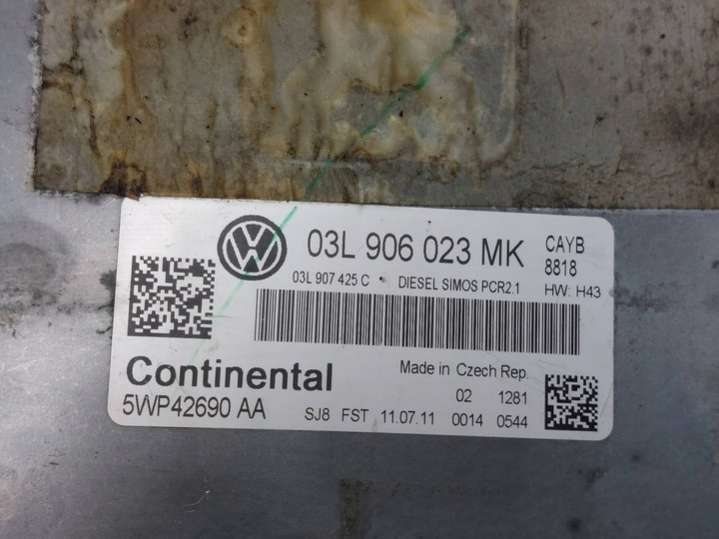 03L 906 023 MK CAYB
8818
03L 907 425 C • DIESEL SIMOS PCR2.1 HW: H43
Continental Made in Czech Rep.
02 1281
5WP42690 AA SJ8 FST 11.07.11 0014 0544